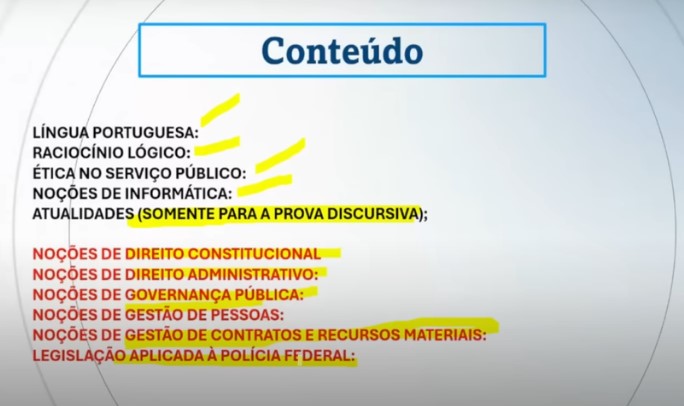 Conteúdo
LÍNGUA PORTUGUESA:
RACIOCÍNIO LÓGICO:
ÉTICA NO SERVIÇO PÚBLICO:
NOÇÕES DE INFORMÁTICA:
ATUALIDADES (SOMENTE PARA A PROVA DISCURSIVA);
NOÇÕES DE DIREITO CONSTITUCIONAL
NOÇÕES DE DIREITO ADMINISTRATIVO:
NOÇÕES DE GOVERNANÇA PÚBLICA:
NOÇÕES DE GESTÃO DE PESSOAS:
NOÇÕES DE GESTÃO DE CONTRATOS E RECURSOS MATERIAIS:
LEGISLAÇÃO APLICADA À POLÍCIA FEDERAL: